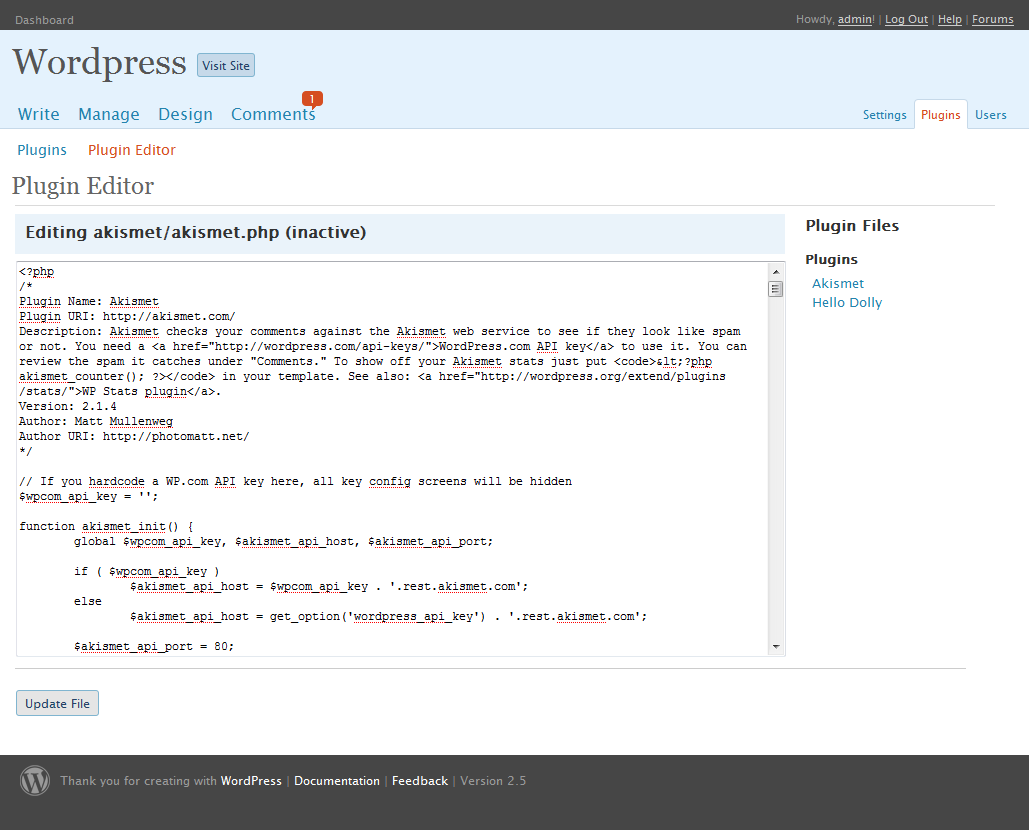 Dashboard
Howdy, admin! | Log Out | Help | Forums
Wordpress Visit Site
1
Write Manage Design Comments
Settings Plugins Users
Plugins Plugin Editor
Plugin Editor
Editing akismet/akismet.php (inactive)
<?php
/*
Plugin Name: Akismet
Plugin URI: http://akismet.com/
Description: Akismet checks your comments against the Akismet web service to see if they look like spam
or not. You need a <a href="http://wordpress.com/api-keys/">WordPress.com API key</a> to use it. You can
review the spam it catches under "Comments." To show off your Akismet stats just put <code>&lt;?php
akismet_counter(); ?></code> in your template. See also: <a href="http://wordpress.org/extend/plugins
/stats/">WP Stats plugin</a>.
Version: 2.1.4
Author: Matt Mullenweg
Author URI: http://photomatt.net/
*/
// If you hardcode a WP.com API key here, all key config screens will be hidden
$wpcom_api_key = '';
function akismet_init() {
global $wpcom_api_key, $akismet_api_host, $akismet_api_port;
if ( $wpcom_api_key )
$akismet_api_host = $wpcom_api_key . '.rest.akismet.com';
else
$akismet_api_host = get_option('wordpress_api_key') . '.rest.akismet.com';
$akismet_api_port = 80;
Plugin Files
Plugins
Akismet
Hello Dolly
Update File
Thank you for creating with WordPress | Documentation | Feedback | Version 2.5